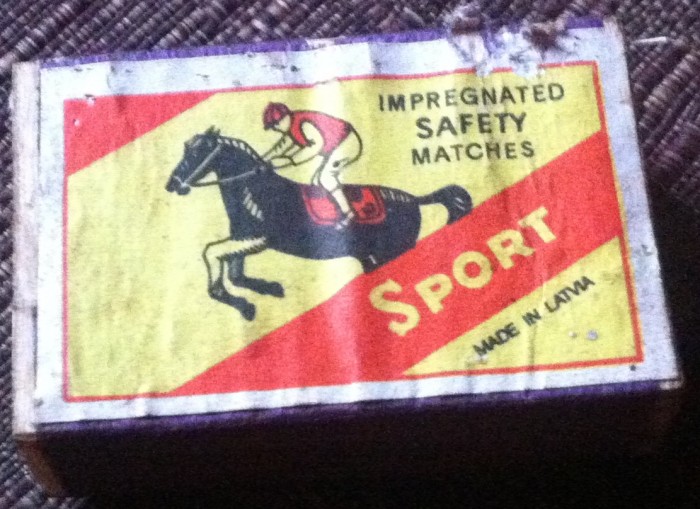 IMPREGNATED
SAFETY
MATCHES
SPORT
MADE IN LATVIA